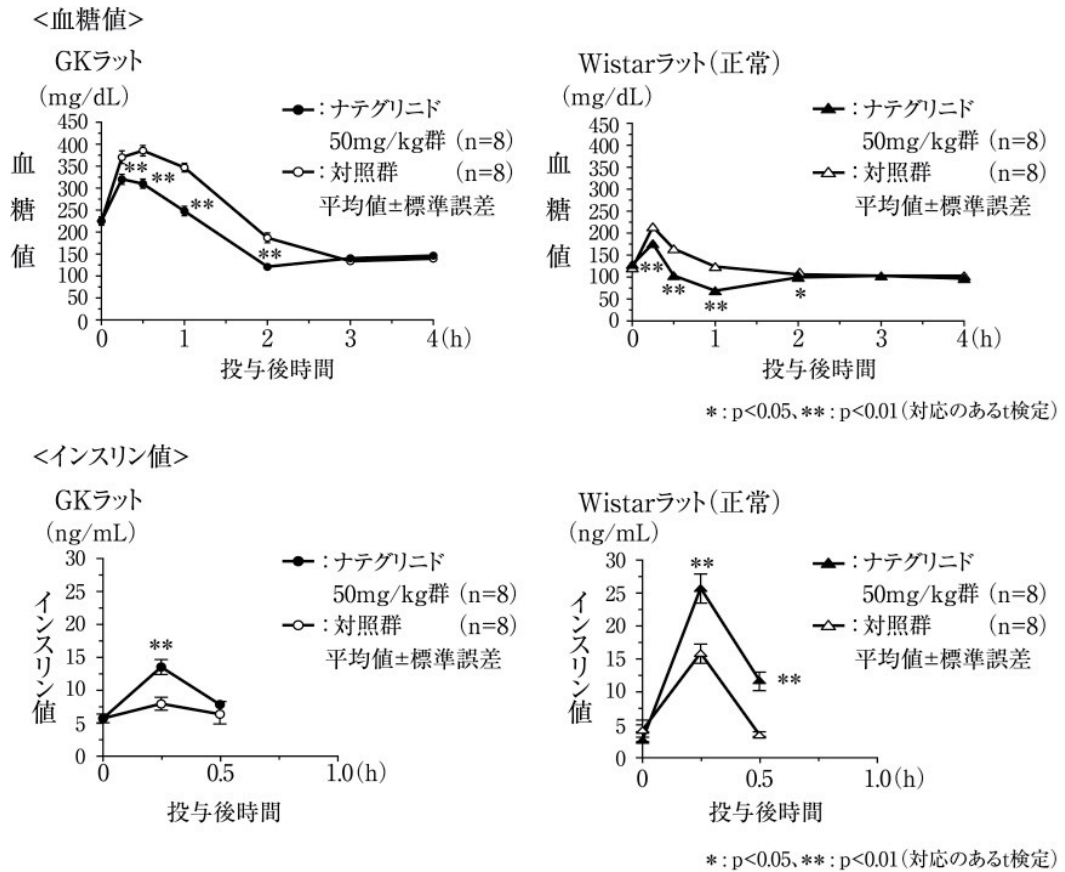 <血糖値>
GKラット
(mg/dL)
血糖値
450
400
350
300
250
200
150
100
50
0
0 1 2 3 4(h)
投与後時間
●：ナテグリニド
50mg/kg群 (n=8)
○：対照群 (n=8)
平均値±標準誤差
** ** ** **
Wistarラット(正常)
(mg/dL)
血糖値
450
400
350
300
250
200
150
100
50
0
0 1 2 3 4(h)
投与後時間
▲：ナテグリニド
50mg/kg群 (n=8)
△：対照群 (n=8)
平均値±標準誤差
** ** ** *
*：p<0.05、**：p<0.01(対応のあるt検定)
<インスリン値>
GKラット
(ng/mL)
インスリン値
30
25
20
15
10
5
0
0 0.5 1.0(h)
投与後時間
●：ナテグリニド
50mg/kg群 (n=8)
○：対照群 (n=8)
平均値±標準誤差
**
Wistarラット(正常)
(ng/mL)
インスリン値
30
25
20
15
10
5
0
0 0.5 1.0(h)
投与後時間
▲：ナテグリニド
50mg/kg群 (n=8)
△：対照群 (n=8)
平均値±標準誤差
** **
*：p<0.05、**：p<0.01(対応のあるt検定)